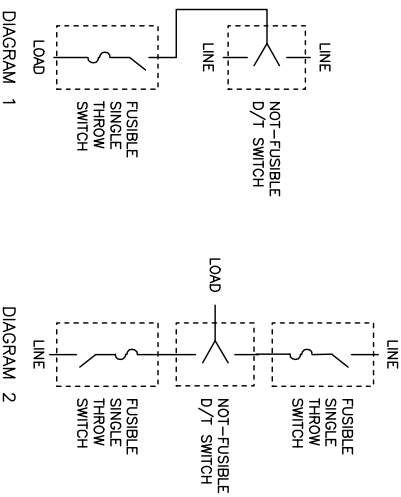 LINE
LINE
NOT-FUSIBLE
D/T SWITCH
LOAD
FUSIBLE
SINGLE
THROW
SWITCH
DIAGRAM 1
LINE
FUSIBLE
SINGLE
THROW
SWITCH
LOAD
NOT-FUSIBLE
D/T SWITCH
LINE
FUSIBLE
SINGLE
THROW
SWITCH
DIAGRAM 2